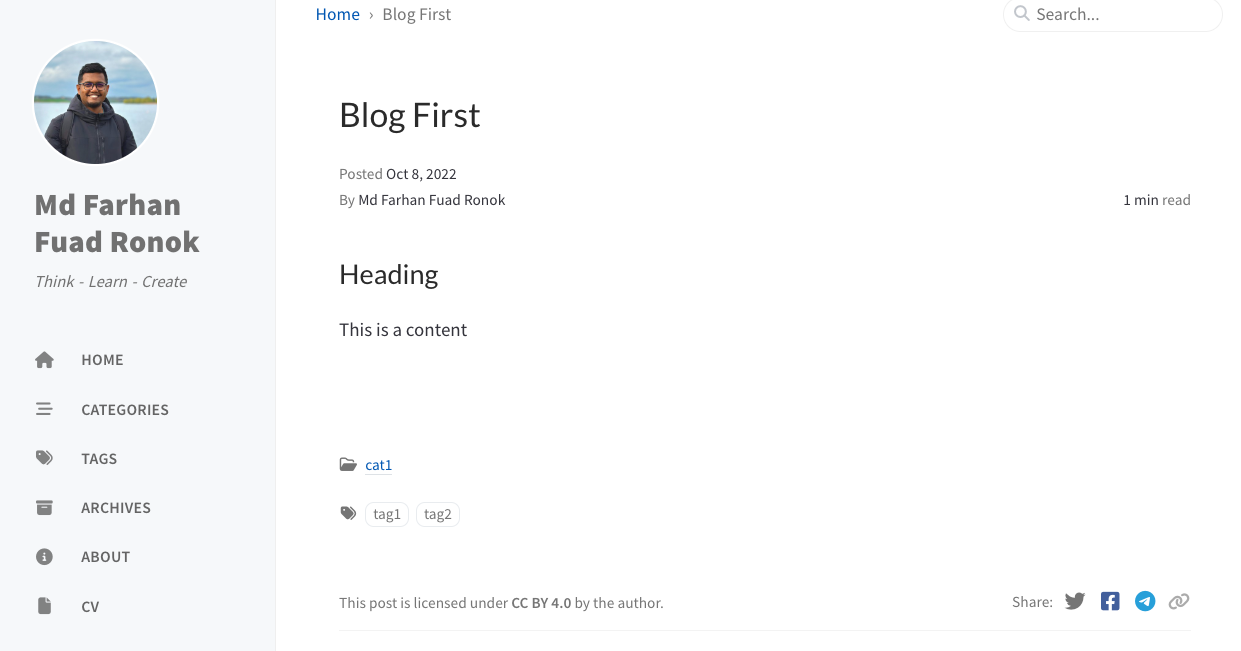 Md Farhan
Fuad Ronok
Think - Learn - Create
HOME
CATEGORIES
TAGS
ARCHIVES
ABOUT
CV
Home › Blog First
Search...
Blog First
Posted Oct 8, 2022
By Md Farhan Fuad Ronok
1 min read
Heading
This is a content
cat1
tag1 tag2
This post is licensed under CC BY 4.0 by the author.
Share: